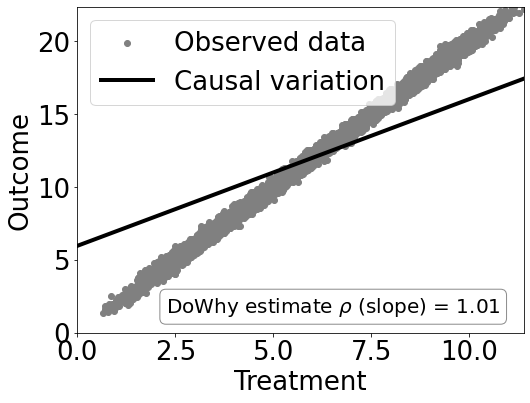 Observed data
Causal variation
20
15
10
5
0
Outcome
DoWhy estimate ρ (slope) = 1.01
0.0 2.5 5.0 7.5 10.0
Treatment